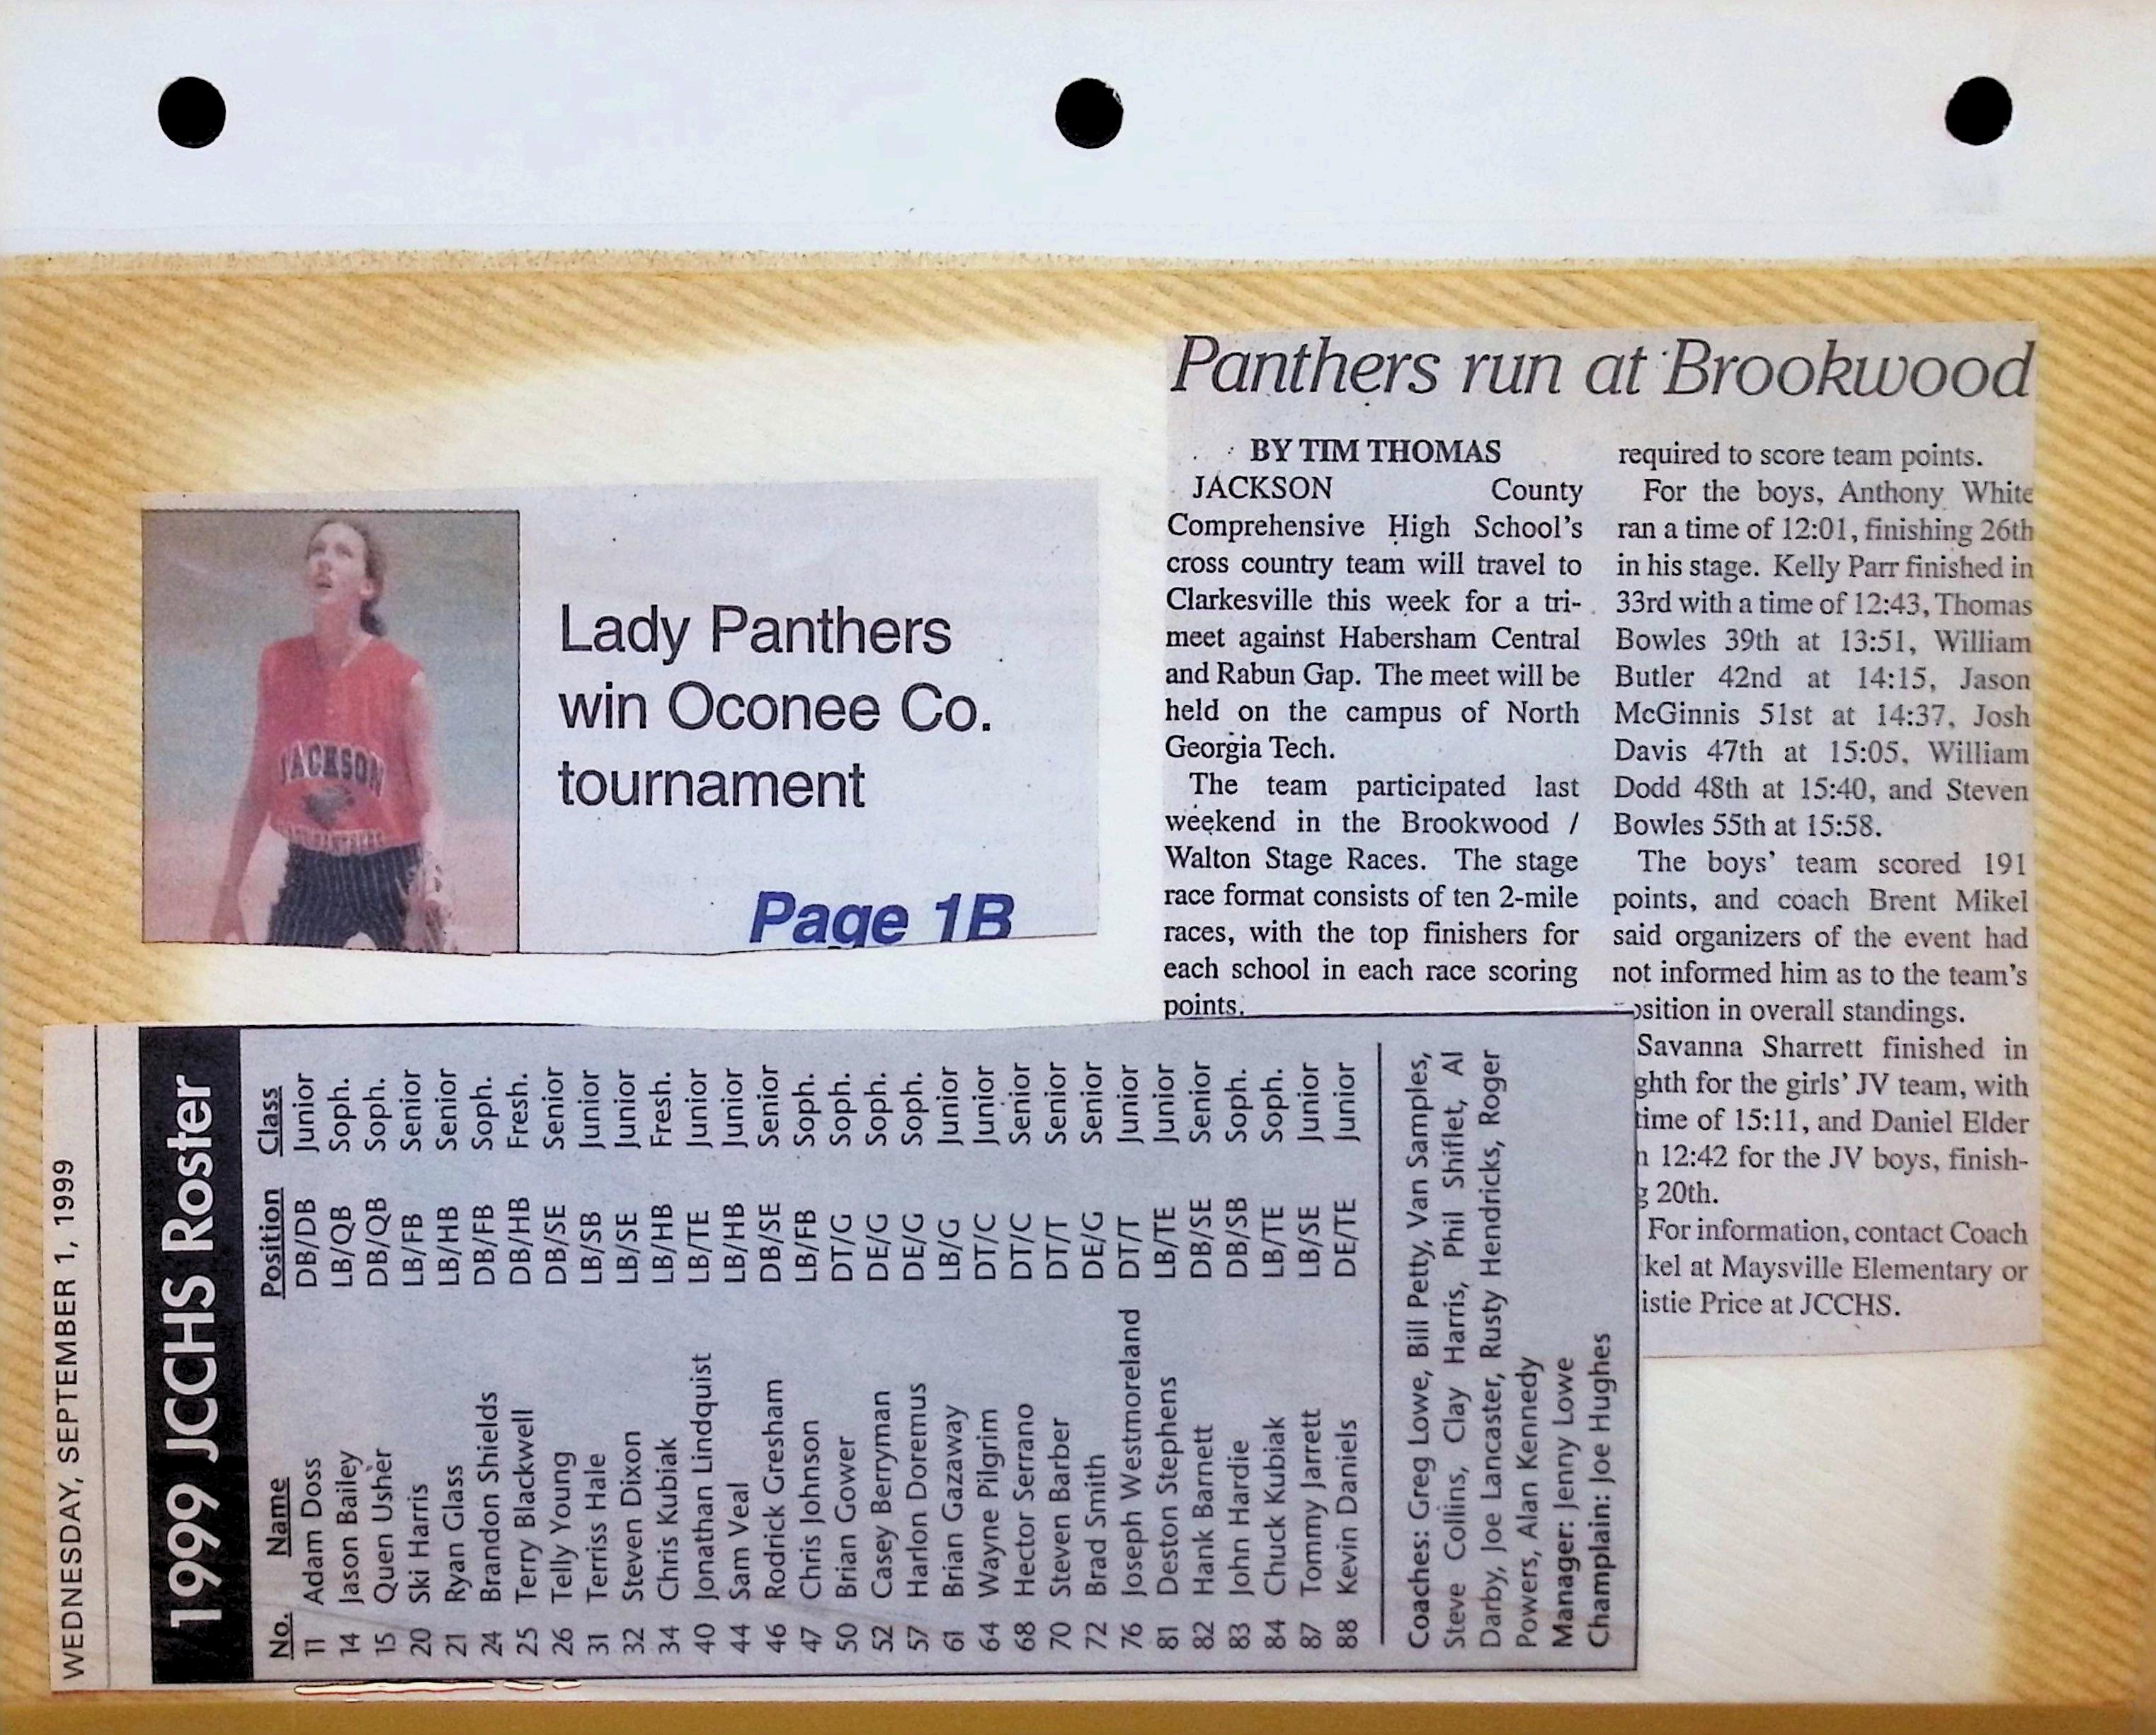 Panthers run at Brookwood
BY TIM THOMAS
JACKSON County
Comprehensive High School's
cross country team will travel to
Clarkesville this week for a tri-
meet against Habersham Central
and Rabun Gap. The meet will be
held on the campus of North
Georgia Tech.
The team participated last
weekend in the Brookwood /
Walton Stage Races. The stage
race format consists of ten 2-mile
races, with the top finishers for
each school in each race scoring
points.
required to score team points.
For the boys, Anthony White
ran a time of 12:01, finishing 26th
in his stage. Kelly Parr finished in
33rd with a time of 12:43, Thomas
Bowles 39th at 13:51, William
Butler 42nd at 14:15, Jason
McGinnis 51st at 14:37, Josh
Davis 47th at 15:05, William
Dodd 48th at 15:40, and Steven
Bowles 55th at 15:58.
The boys' team scored 191
points, and coach Brent Mikel
said organizers of the event had
not informed him as to the team's
osition in overall standings.
Savanna Sharrett finished in
ghth for the girls' JV team, with
time of 15:11, and Daniel Elder
n 12:42 for the JV boys, finish-
g 20th.
For information, contact Coach
kel at Maysville Elementary or
istie Price at JCCHS.
JACKSON
Lady Panthers
win Oconee Co.
tournament
Page 1B
WEDNESDAY, SEPTEMBER 1, 1999
1999 JCCHS Roster
No. Name Position Class
11 Adam Doss DB/DB Junior
14 Jason Bailey LB/QB Soph.
15 Quen Usher DB/QB Soph.
20 Ski Harris LB/FB Senior
21 Ryan Glass LB/HB Senior
24 Brandon Shields DB/FB Soph.
25 Terry Blackwell DB/HB Fresh.
26 Telly Young DB/SE Senior
31 Terriss Hale LB/SB Junior
32 Steven Dixon LB/SE Junior
34 Chris Kubiak LB/HB Fresh.
40 Jonathan Lindquist LB/TE Junior
44 Sam Veal LB/HB Junior
46 Rodrick Gresham DB/SE Senior
47 Chris Johnson LB/FB Soph.
50 Brian Gower DT/G Soph.
52 Casey Berryman DE/G Soph.
57 Harlon Doremus DE/G Soph.
61 Brian Gazaway LB/G Junior
64 Wayne Pilgrim DT/C Junior
68 Hector Serrano DT/C Senior
70 Steven Barber DT/T Senior
72 Brad Smith DE/G Senior
76 Joseph Westmoreland DT/T Junior
81 Deston Stephens LB/TE Junior
82 Hank Barnett DB/SE Senior
83 John Hardie DB/SB Soph.
84 Chuck Kubiak LB/TE Soph.
87 Tommy Jarrett LB/SE Junior
88 Kevin Daniels DE/TE Junior
Coaches: Greg Lowe, Bill Petty, Van Samples,
Steve Collins, Clay Harris, Phil Shiflet, Al
Darby, Joe Lancaster, Rusty Hendricks, Roger
Powers, Alan Kennedy
Manager: Jenny Lowe
Champlain: Joe Hughes